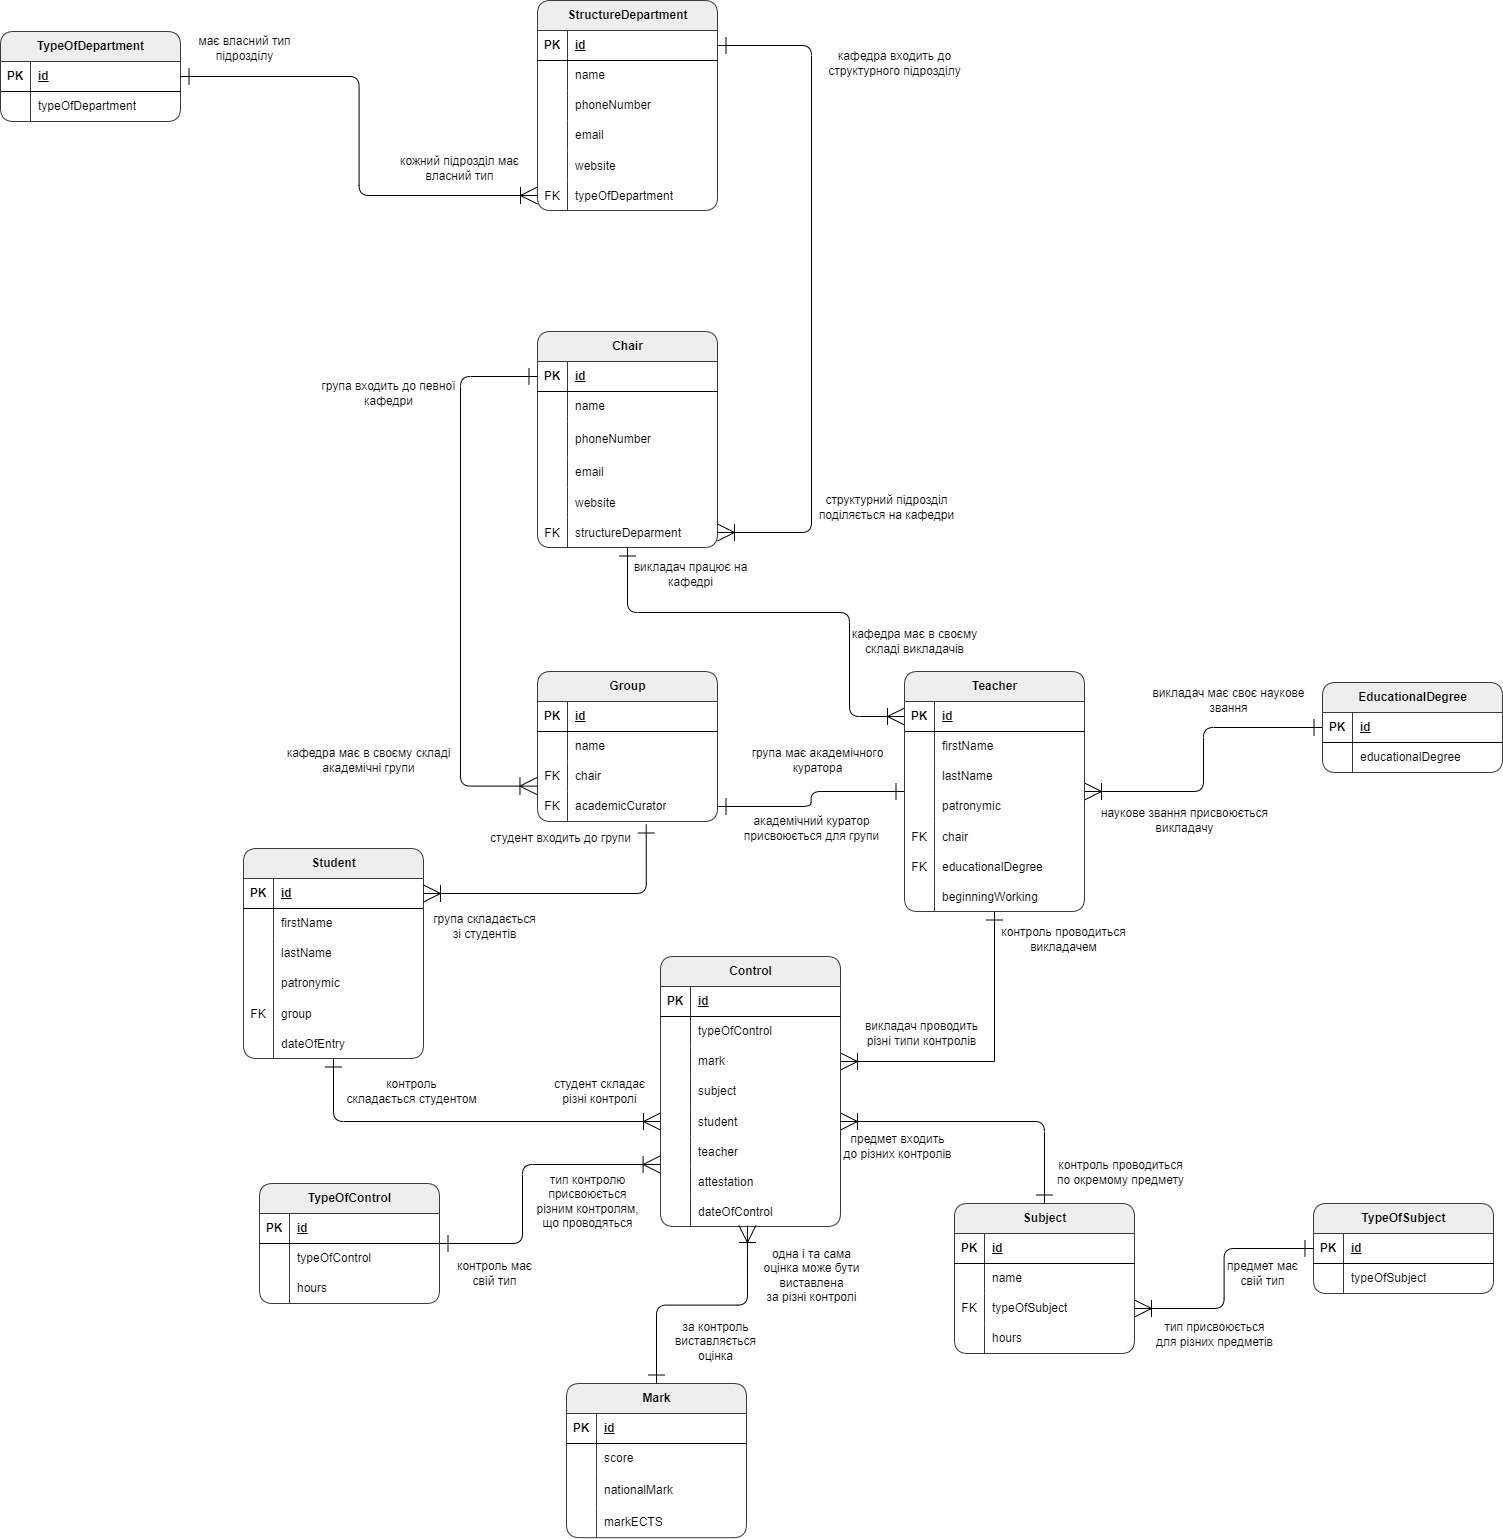 StructureDepartment
PK id
name
phoneNumber
email
website
FK typeOfDepartment
TypeOfDepartment
PK id
typeOfDepartment
має власний тип
підрозділу
кожний підрозділ має
власний тип
кафедра входить до
структурного підрозділу
Chair
PK id
name
phoneNumber
email
website
FK structureDeparment
група входить до певної
кафедри
структурний підрозділ
поділяється на кафедри
викладач працює на
кафедрі
кафедра має в своєму
складі викладачів
Group
PK id
name
FK chair
FK academicCurator
кафедра має в своєму складі
академічні групи
група має академічного
куратора
академічний куратор
присвоюється для групи
Teacher
PK id
firstName
lastName
patronymic
FK chair
FK educationalDegree
beginningWorking
викладач має своє наукове
звання
EducationalDegree
PK id
educationalDegree
наукове звання присвоюється
викладачу
студент входить до групи
Student
PK id
firstName
lastName
patronymic
FK group
dateOfEntry
група складається
зі студентів
контроль проводиться
викладачем
Control
PK id
typeOfControl
mark
subject
student
teacher
attestation
dateOfControl
викладач проводить
різні типи контролів
контроль
складається студентом
студент складає
різні контролі
предмет входить
до різних контролів
контроль проводиться
по окремому предмету
TypeOfControl
PK id
typeOfControl
hours
тип контролю
присвоюється
різним контролям,
що проводяться
контроль має
свій тип
одна і та сама
оцінка може бути
виставлена
за різні контролі
за контроль
виставляється
оцінка
Subject
PK id
name
FK typeOfSubject
hours
TypeOfSubject
PK id
typeOfSubject
предмет має
свій тип
тип присвоюється
для різних предметів
Mark
PK id
score
nationalMark
markECTS